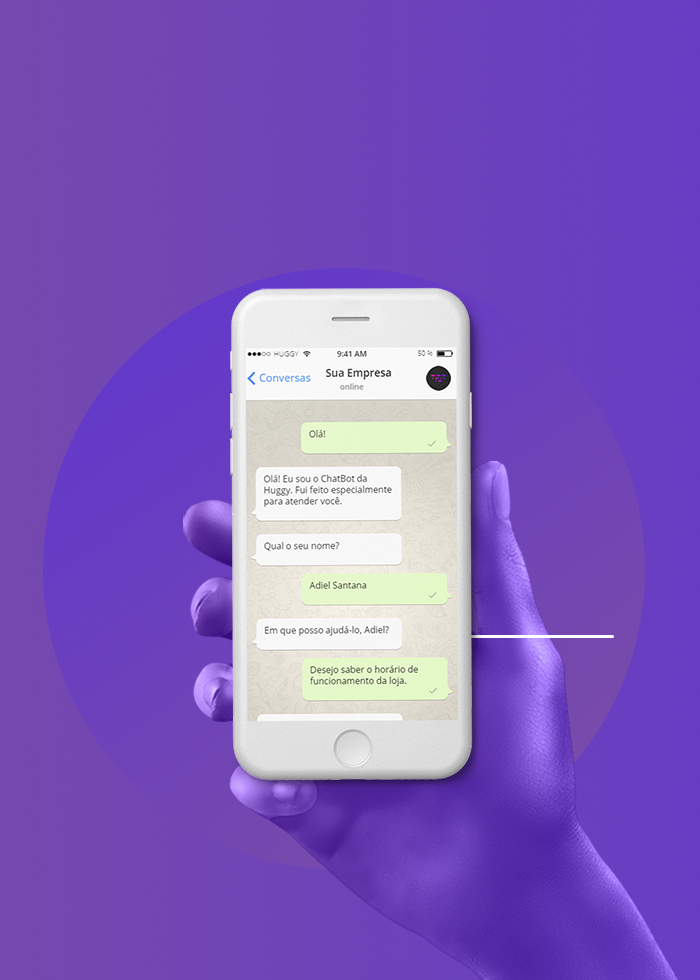 HUGGY 9:41 AM 50 %
Conversas Sua Empresa
online
Olá!
Olá! Eu sou o ChatBot da
Huggy. Fui feito especialmente
para atender você.
Qual o seu nome?
Adiel Santana
Em que posso ajudá-lo, Adiel?
Desejo saber o horário de
funcionamento da loja.